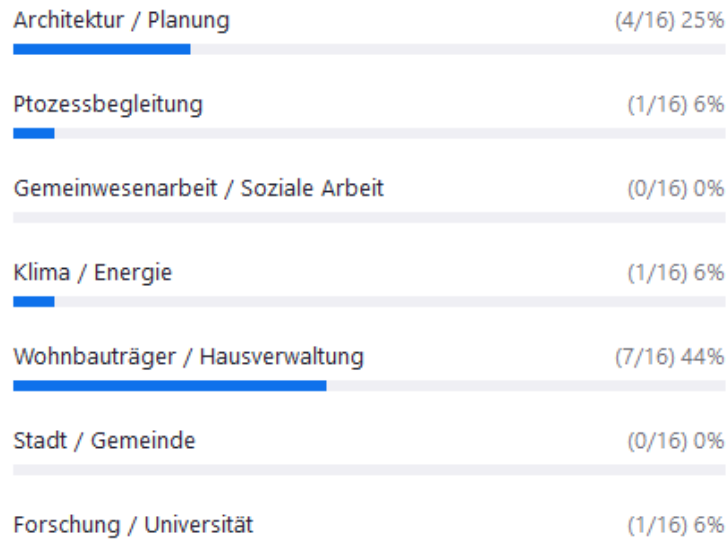 Architektur / Planung (4/16) 25%
Ptozessbegleitung (1/16) 6%
Gemeinwesenarbeit / Soziale Arbeit (0/16) 0%
Klima / Energie (1/16) 6%
Wohnbauträger / Hausverwaltung (7/16) 44%
Stadt / Gemeinde (0/16) 0%
Forschung / Universität (1/16) 6%